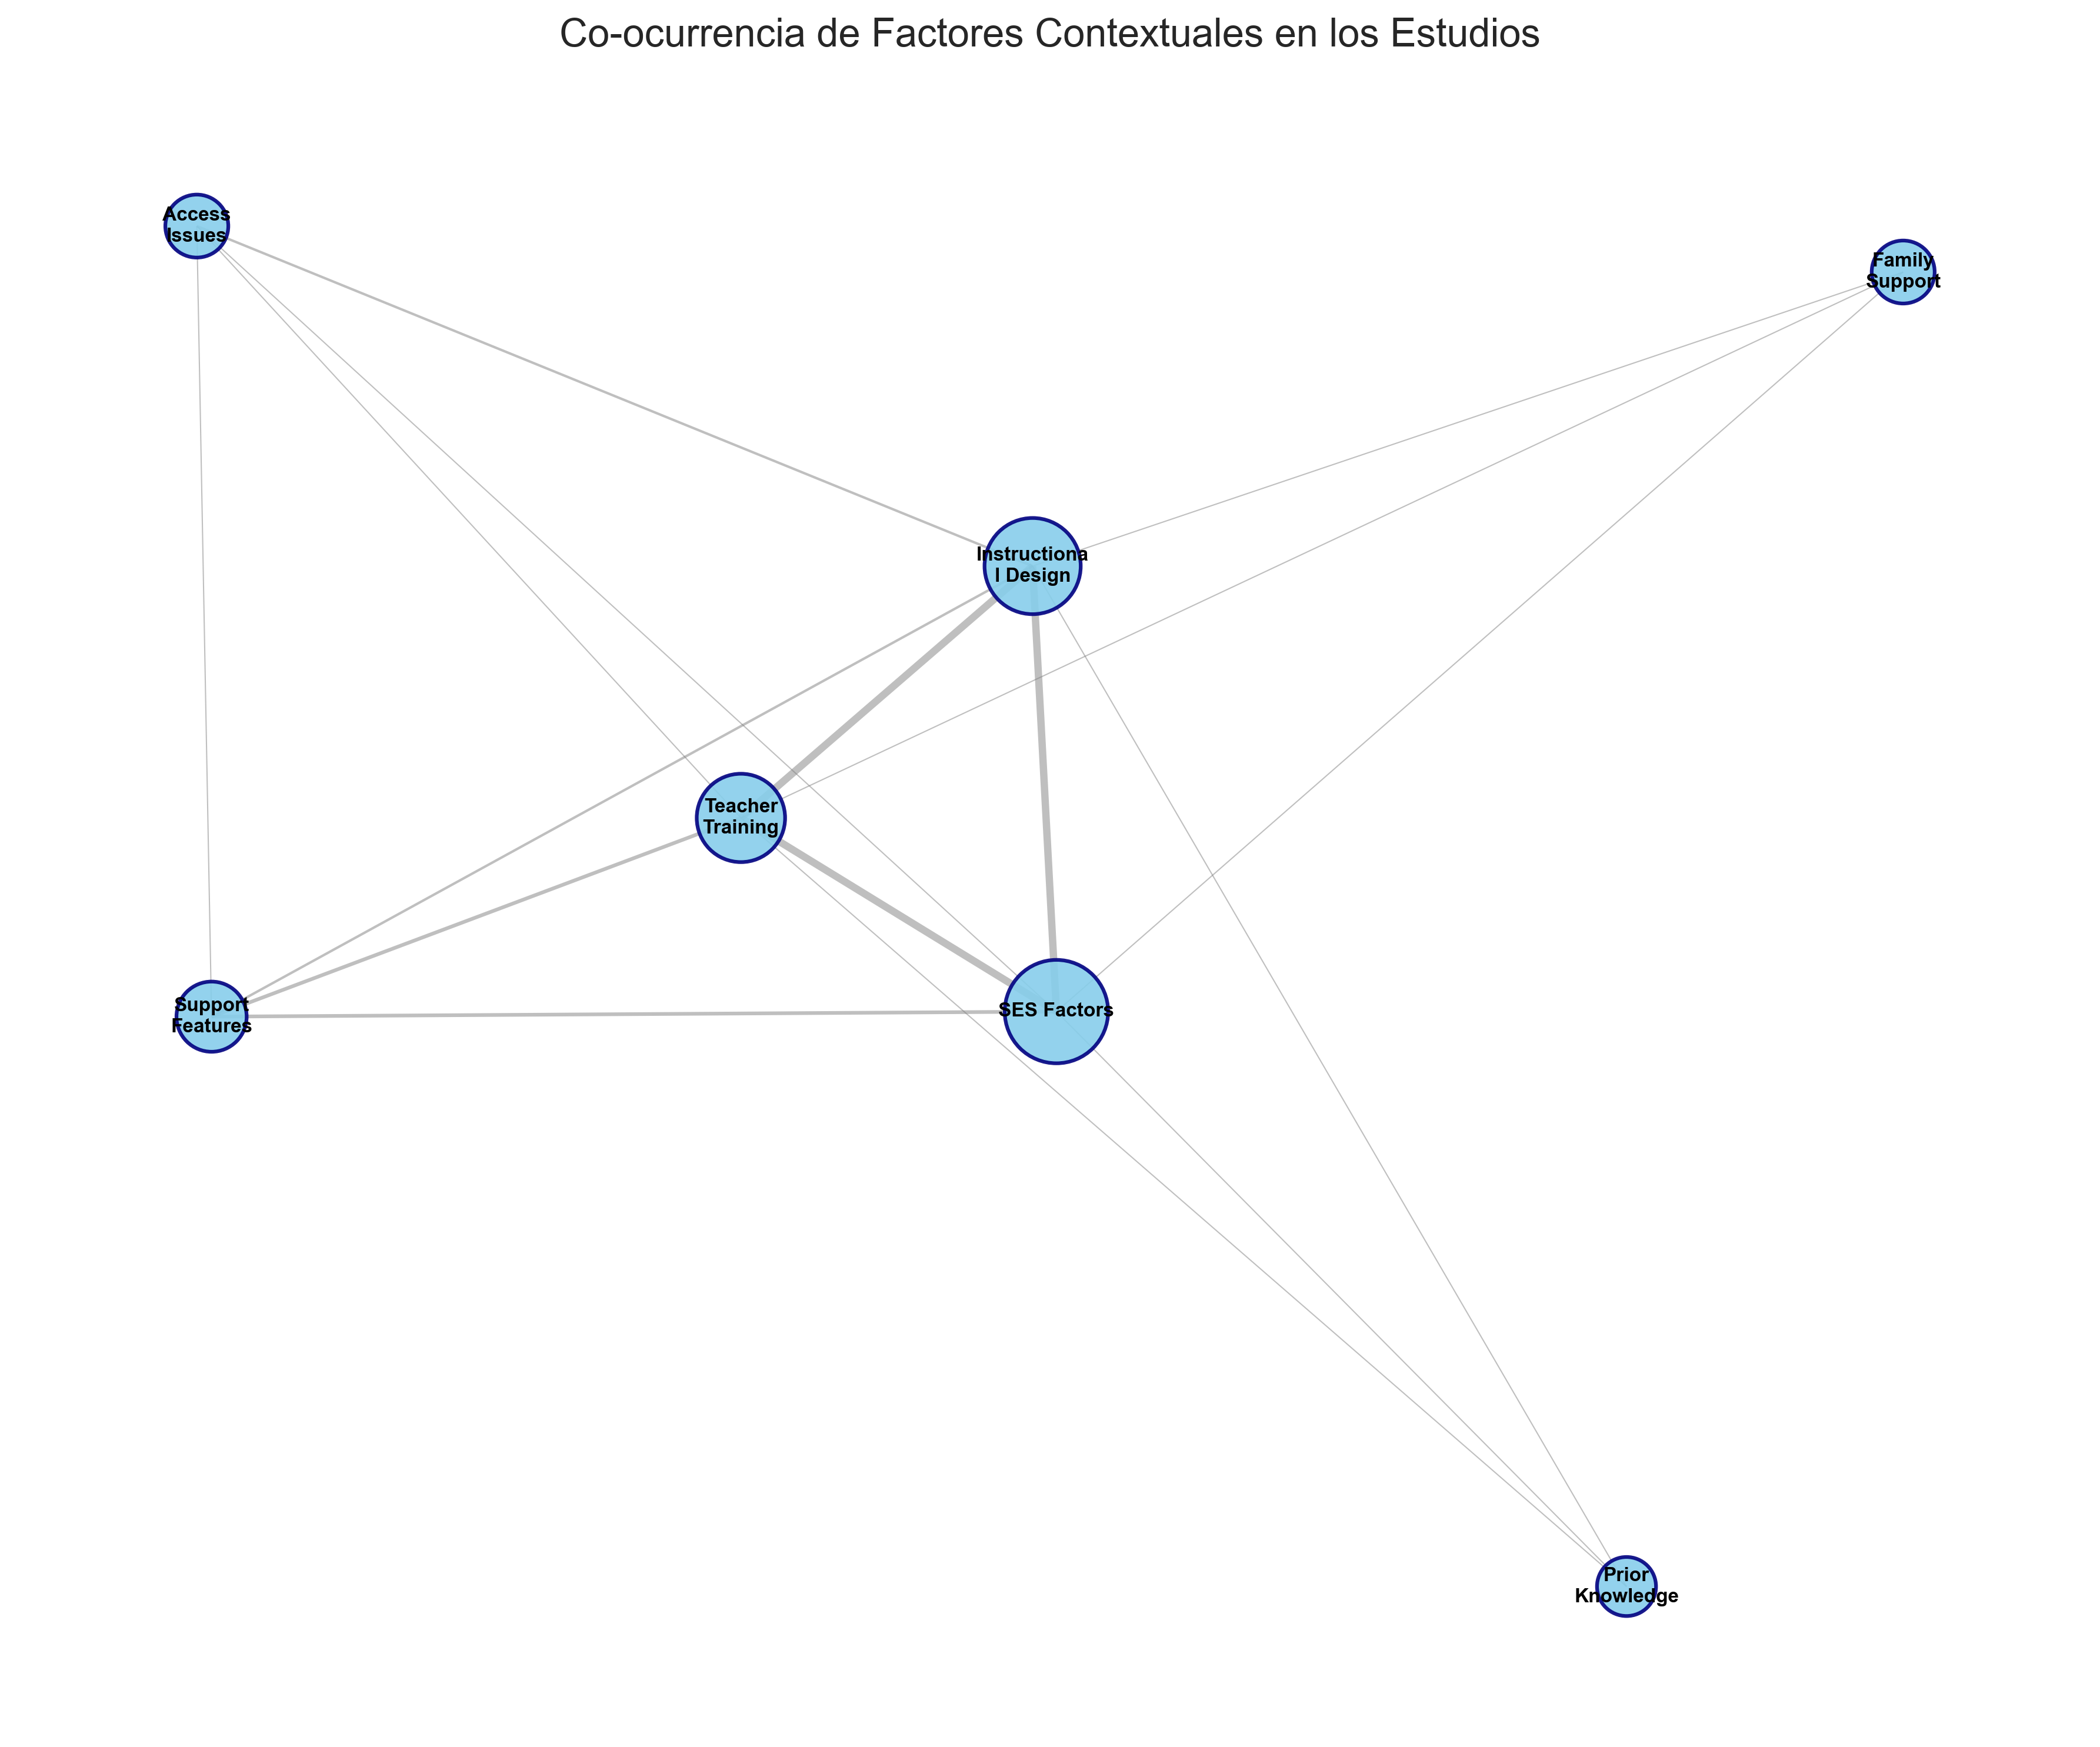 Co-ocurrencia de Factores Contextuales en los Estudios
Access
Issues
Family
Support
Instructiona
l Design
Teacher
Training
Support
Features
SES Factors
Prior
Knowledge